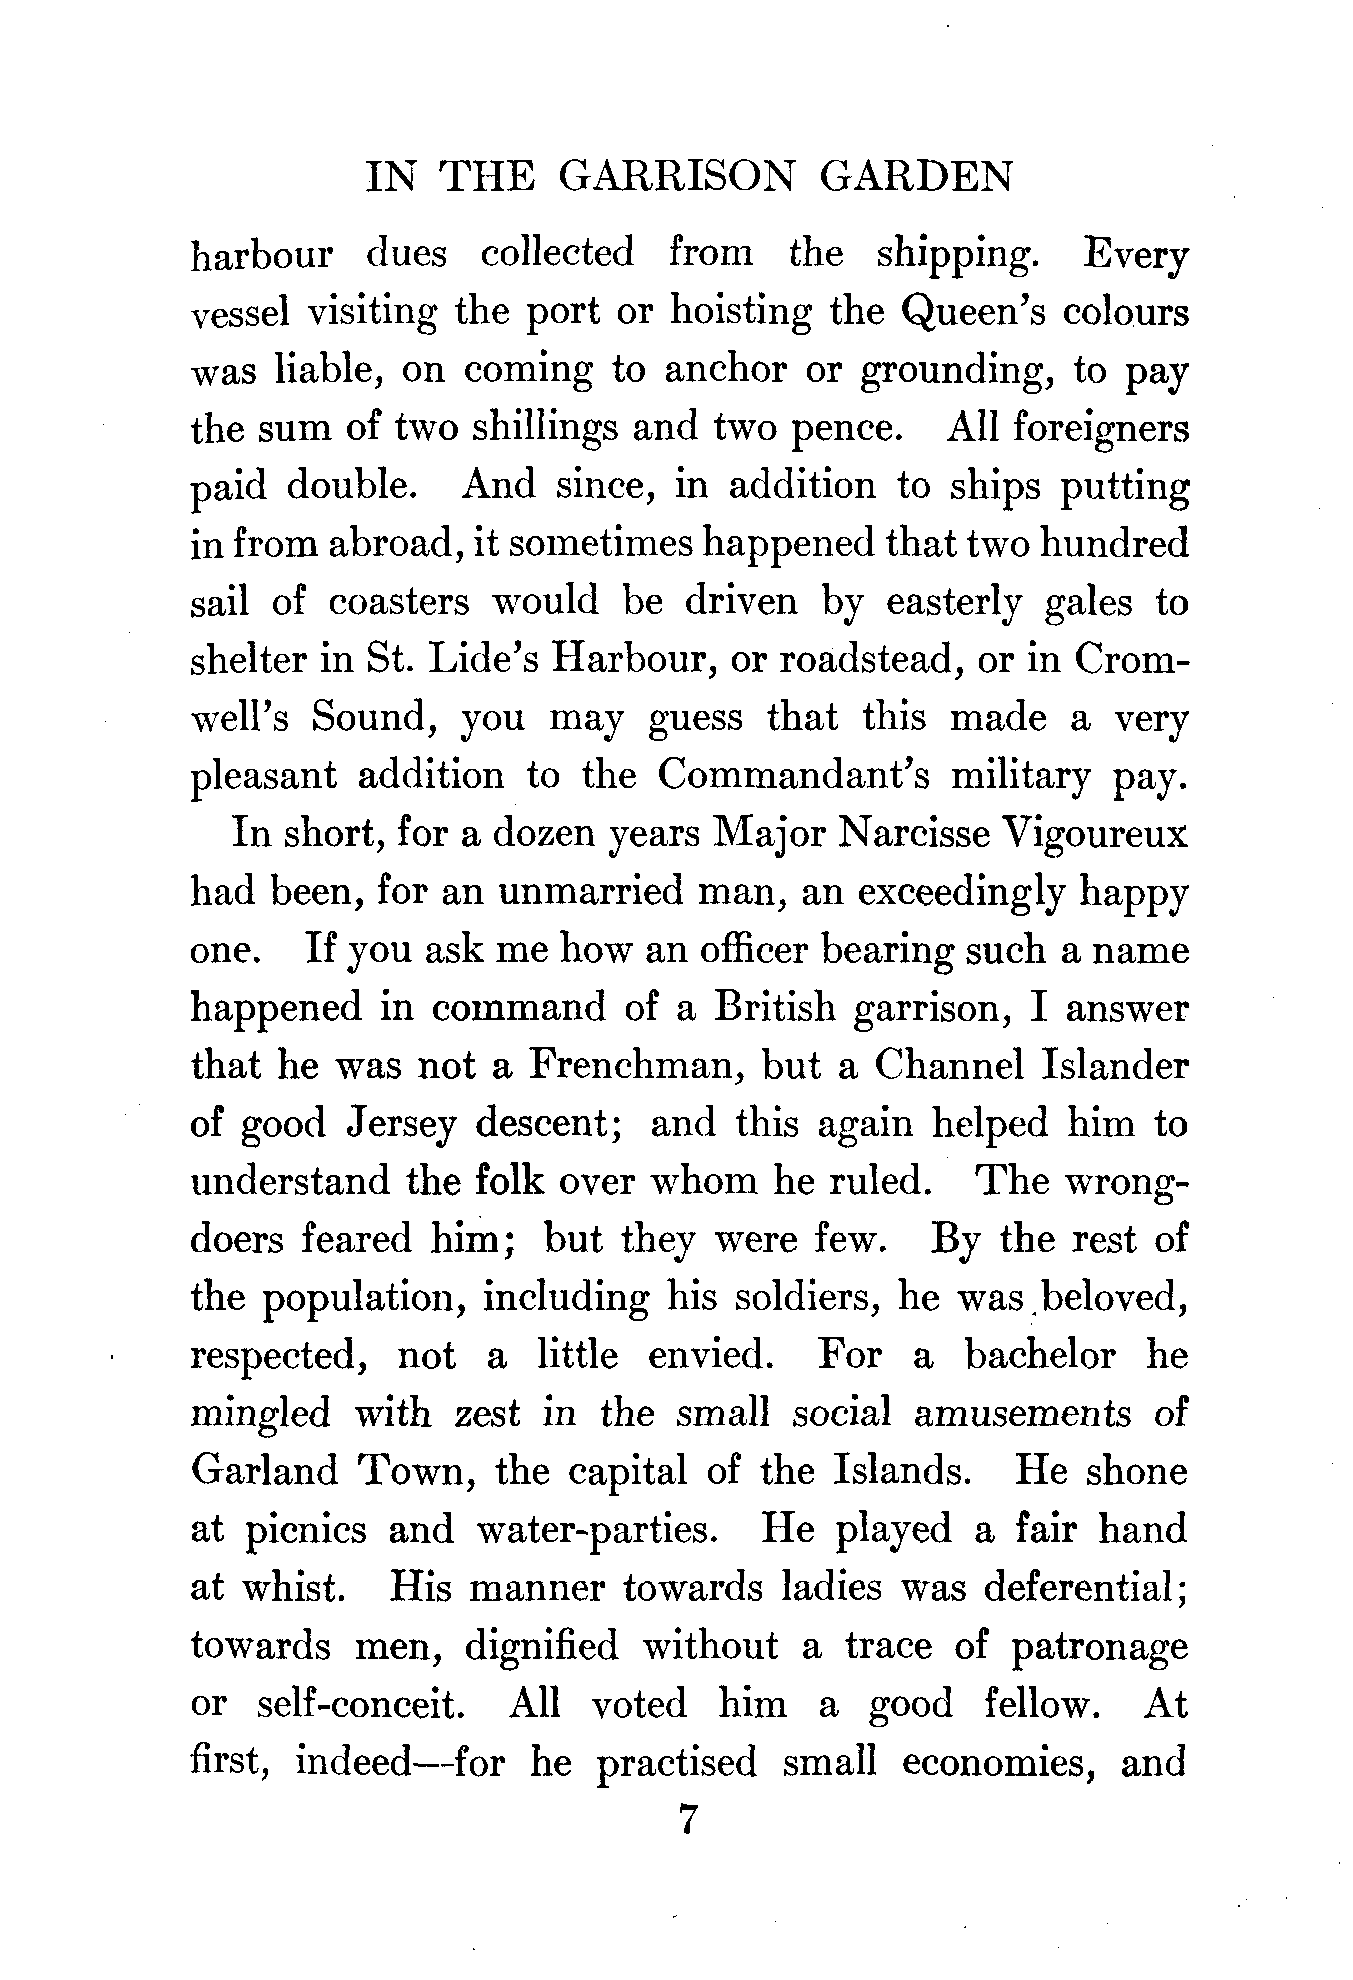 IN THE GARRISON GARDEN
harbour dues collected from the shipping. Every
vessel visiting the port or hoisting the Queen's colours
was liable, on coming to anchor or grounding, to pay
the sum of two shillings and two pence. All foreigners
paid double. And since, in addition to ships putting
in from abroad, it sometimes happened that two hundred
sail of coasters would be driven by easterly gales to
shelter in St. Lide's Harbour, or roadstead, or in Crom-
well's Sound, you may guess that this made a very
pleasant addition to the Commandant's military pay.
In short, for a dozen years Major Narcisse Vigoureux
had been, for an unmarried man, an exceedingly happy
one. If you ask me how an officer bearing such a name
happened in command of a British garrison, I answer
that he was not a Frenchman, but a Channel Islander
of good Jersey descent; and this again helped him to
understand the folk over whom he ruled. The wrong-
doers feared him; but they were few. By the rest of
the population, including his soldiers, he was beloved,
respected, not a little envied. For a bachelor he
mingled with zest in the small social amusements of
Garland Town, the capital of the Islands. He shone
at picnics and water-parties. He played a fair hand
at whist. His manner towards ladies was deferential;
towards men, dignified without a trace of patronage
or self-conceit. All voted him a good fellow. At
first, indeed—for he practised small economies, and
7